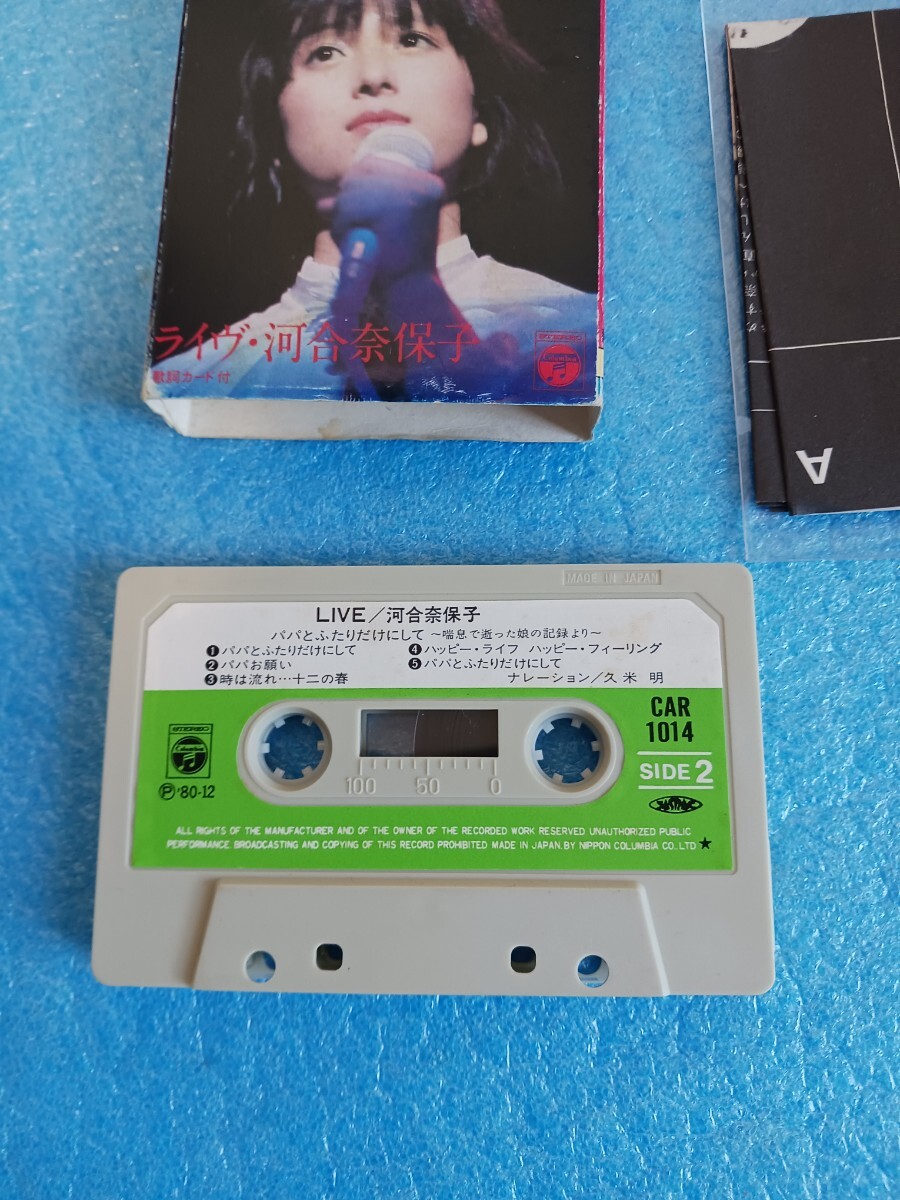 ライヴ・河合奈保子
歌詞カード付
STEREO
Columbia
A
MADE IN JAPAN
LIVE／河合奈保子
パパとふたりだけにして ～喘息で逝った娘の記録より～
❶パパとふたりだけにして
❷パパお願い
❸時は流れ…十二の春
❹ハッピー・ライフ ハッピー・フィーリング
❺パパとふたりだけにして
ナレーション／久米 明
STEREO
Columbia
Ⓟ'80-12
100 50 0
CAR
1014
SIDE 2
ALL RIGHTS OF THE MANUFACTURER AND OF THE OWNER OF THE RECORDED WORK RESERVED UNAUTHORIZED PUBLIC
PERFORMANCE BROADCASTING AND COPYING OF THIS RECORD PROHIBITED MADE IN JAPAN BY NIPPON COLUMBIA CO. LTD ★